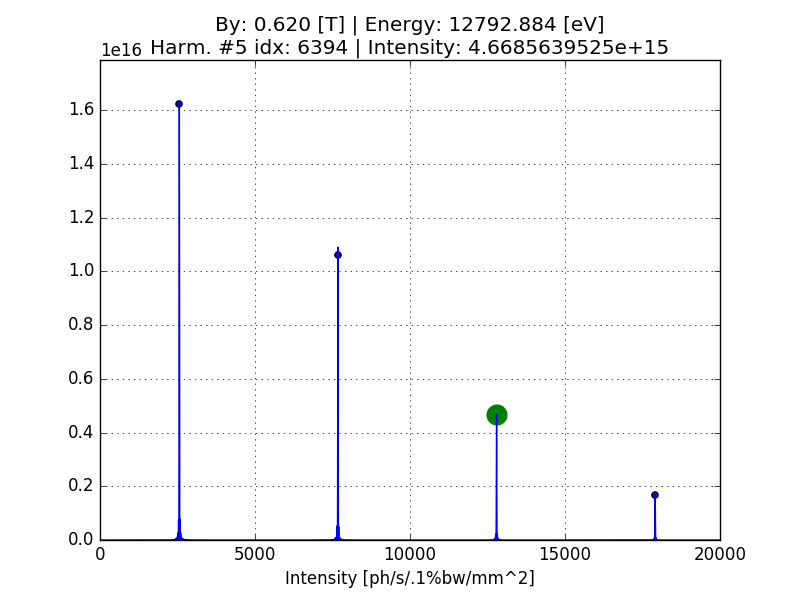 By: 0.620 [T] | Energy: 12792.884 [eV]
Harm. #5 idx: 6394 | Intensity: 4.6685639525e+15
1e16
1.6
1.4
1.2
1.0
0.8
0.6
0.4
0.2
0.0
0 5000 10000 15000 20000
Intensity [ph/s/.1%bw/mm^2]